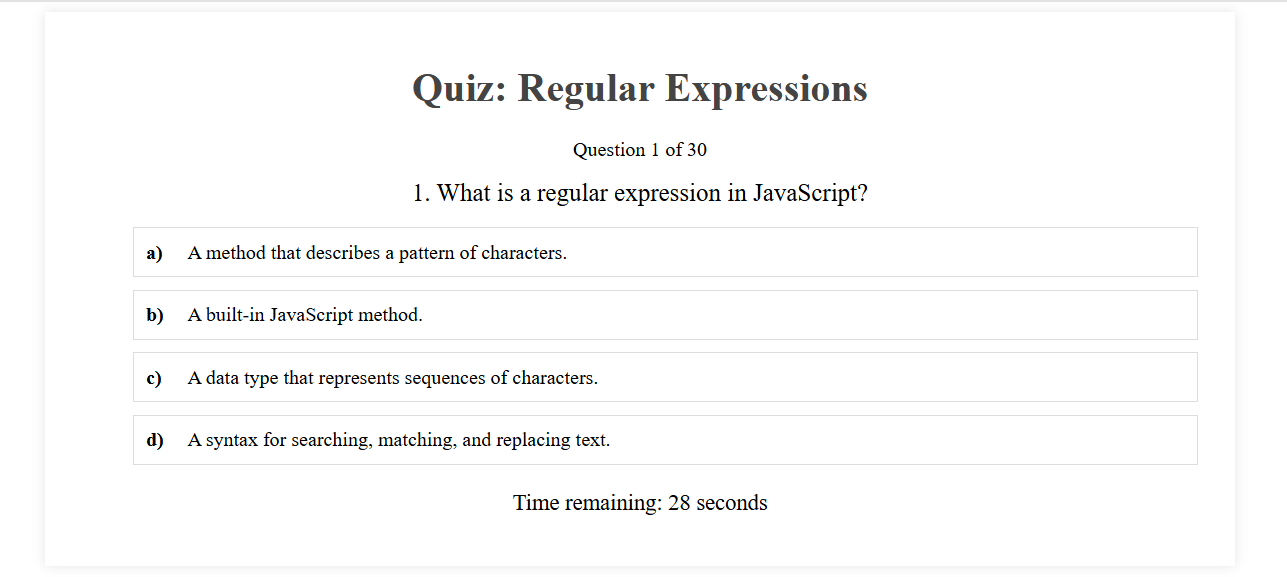 Quiz: Regular Expressions
Question 1 of 30
1. What is a regular expression in JavaScript?
a) A method that describes a pattern of characters.
b) A built-in JavaScript method.
c) A data type that represents sequences of characters.
d) A syntax for searching, matching, and replacing text.
Time remaining: 28 seconds